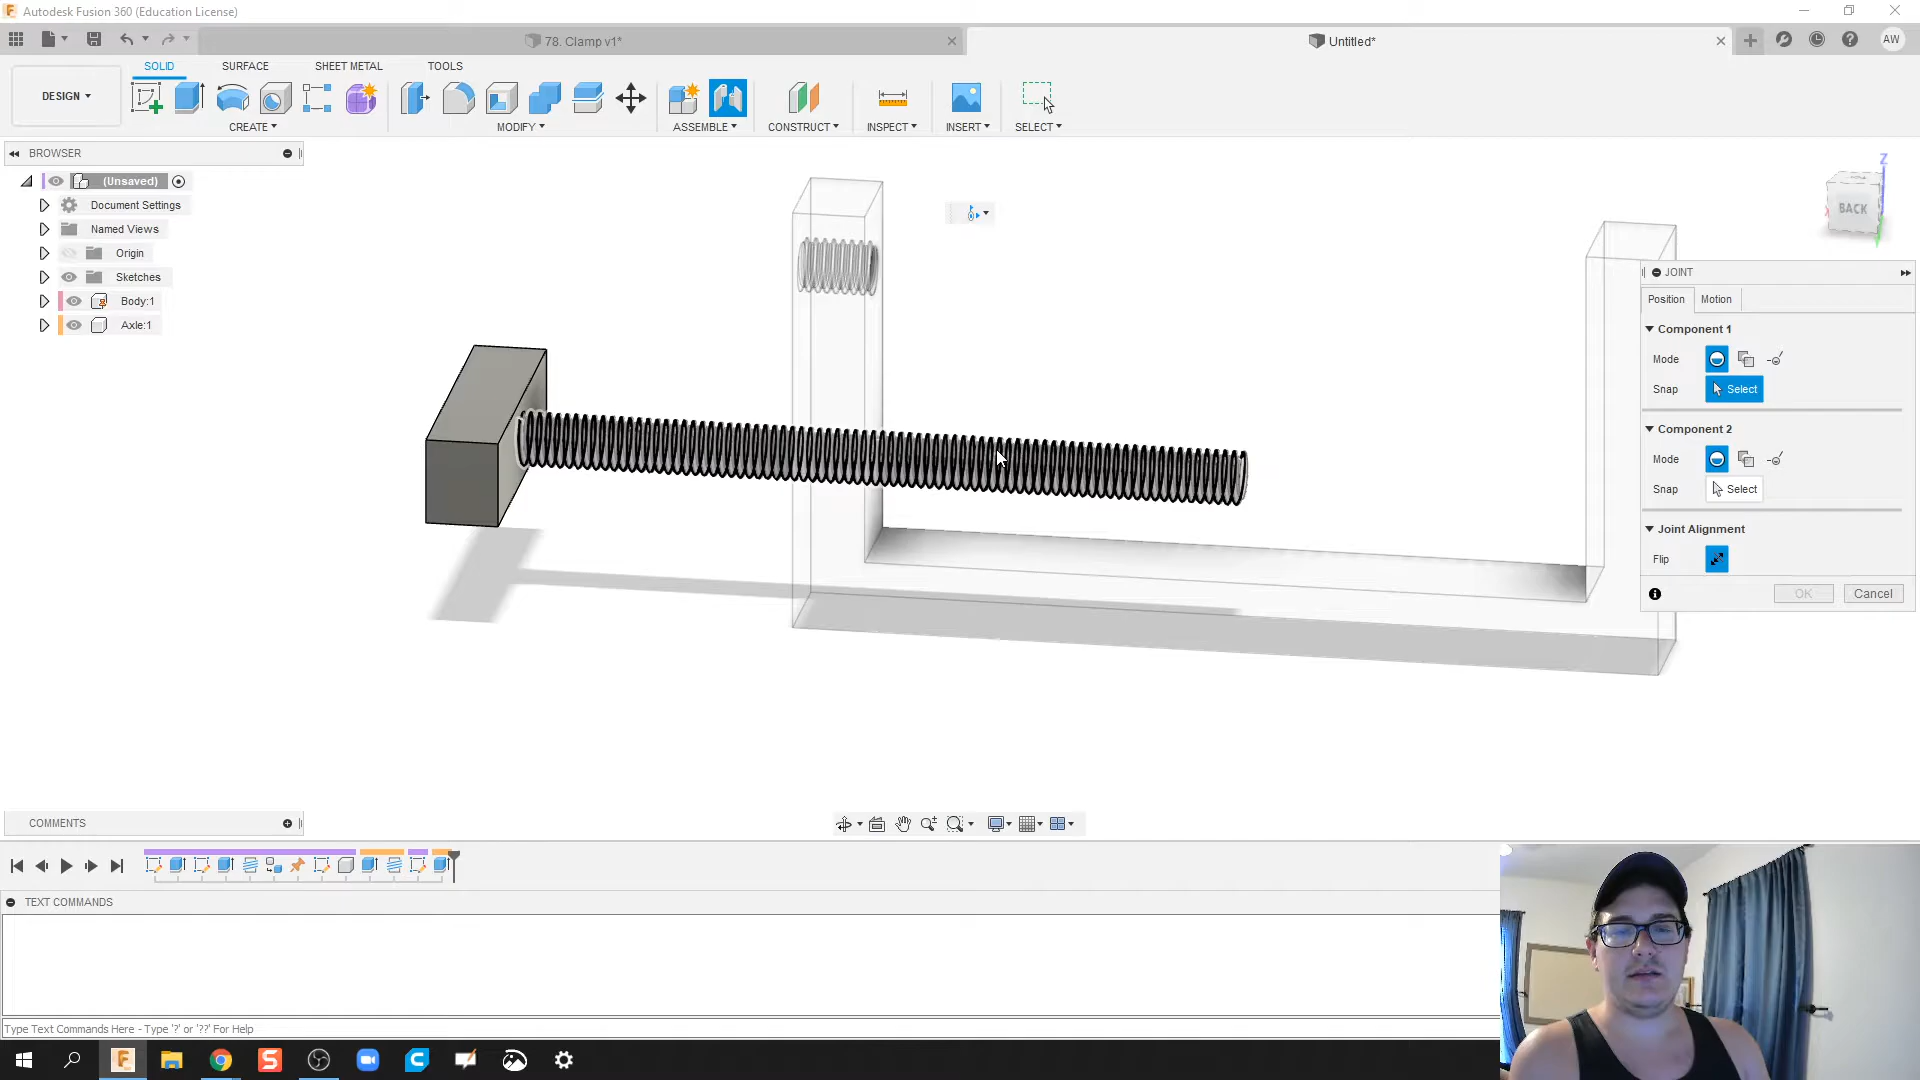 Autodesk Fusion 360 (Education License)
78. Clamp v1*
Untitled*
AW
DESIGN
SOLID
SURFACE
SHEET METAL
TOOLS
CREATE
MODIFY
ASSEMBLE
CONSTRUCT
INSPECT
INSERT
SELECT
BROWSER
(Unsaved)
Document Settings
Named Views
Origin
Sketches
Body:1
Axle:1
Z
BACK
JOINT
Position
Motion
Component 1
Mode
Snap
Select
Component 2
Mode
Snap
Select
Joint Alignment
Flip
OK
Cancel
COMMENTS
TEXT COMMANDS
Type Text Commands Here - Type '?' or '??' For Help